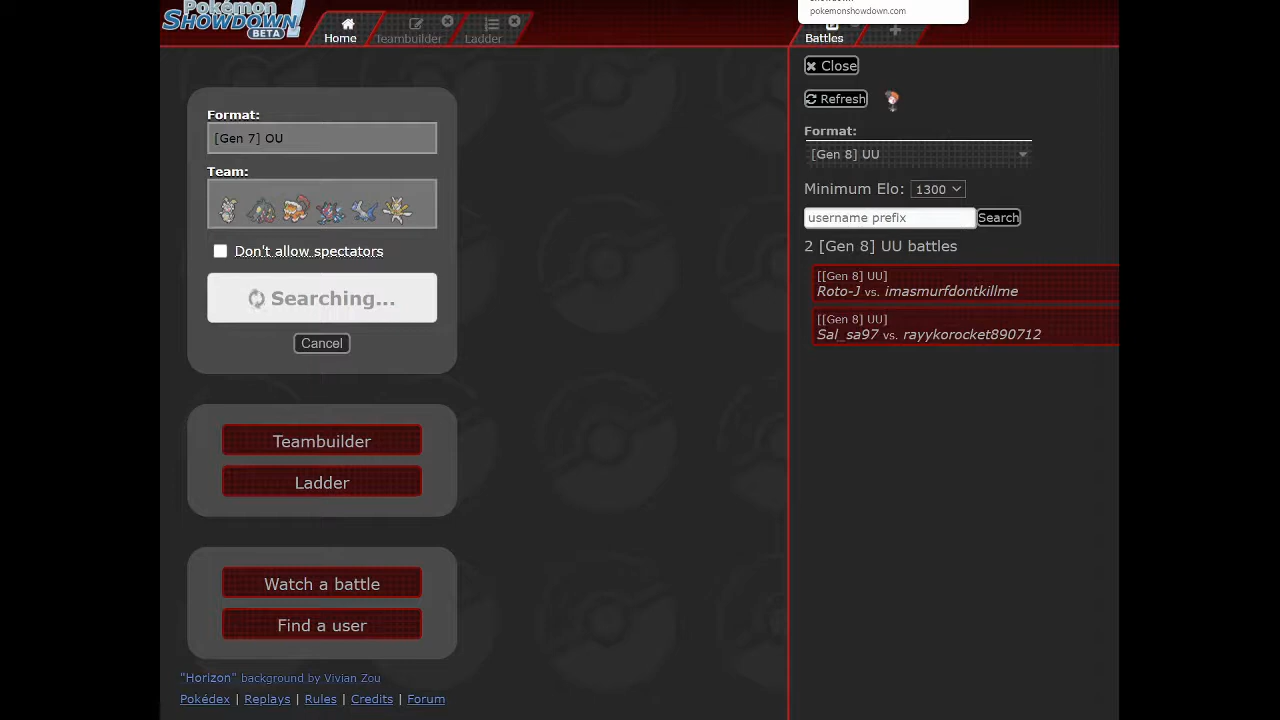 Pokémon
Showdown!
BETA
Home
Teambuilder
Ladder
pokemonshowdown.com
Battles
Close
Refresh
Format:
[Gen 8] UU
Minimum Elo: 1300
username prefix
Search
2 [Gen 8] UU battles
[[Gen 8] UU]
Roto-J vs. imasmurfdontkillme
[[Gen 8] UU]
Sal_sa97 vs. rayykorocket890712
Format:
[Gen 7] OU
Team:
Don't allow spectators
Searching...
Cancel
Teambuilder
Ladder
Watch a battle
Find a user
"Horizon" background by Vivian Zou
Pokédex | Replays | Rules | Credits | Forum